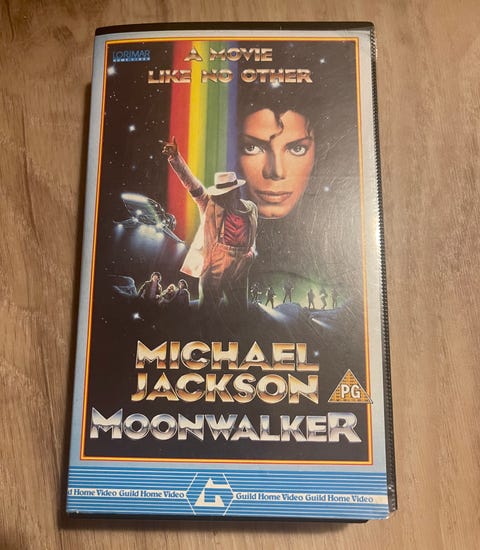 LORIMAR
A MOVIE
LIKE NO OTHER
MICHAEL
JACKSON
PG
MOONWALKER
d Home Video Guild Home Video G Guild Home Video Guild Home Video